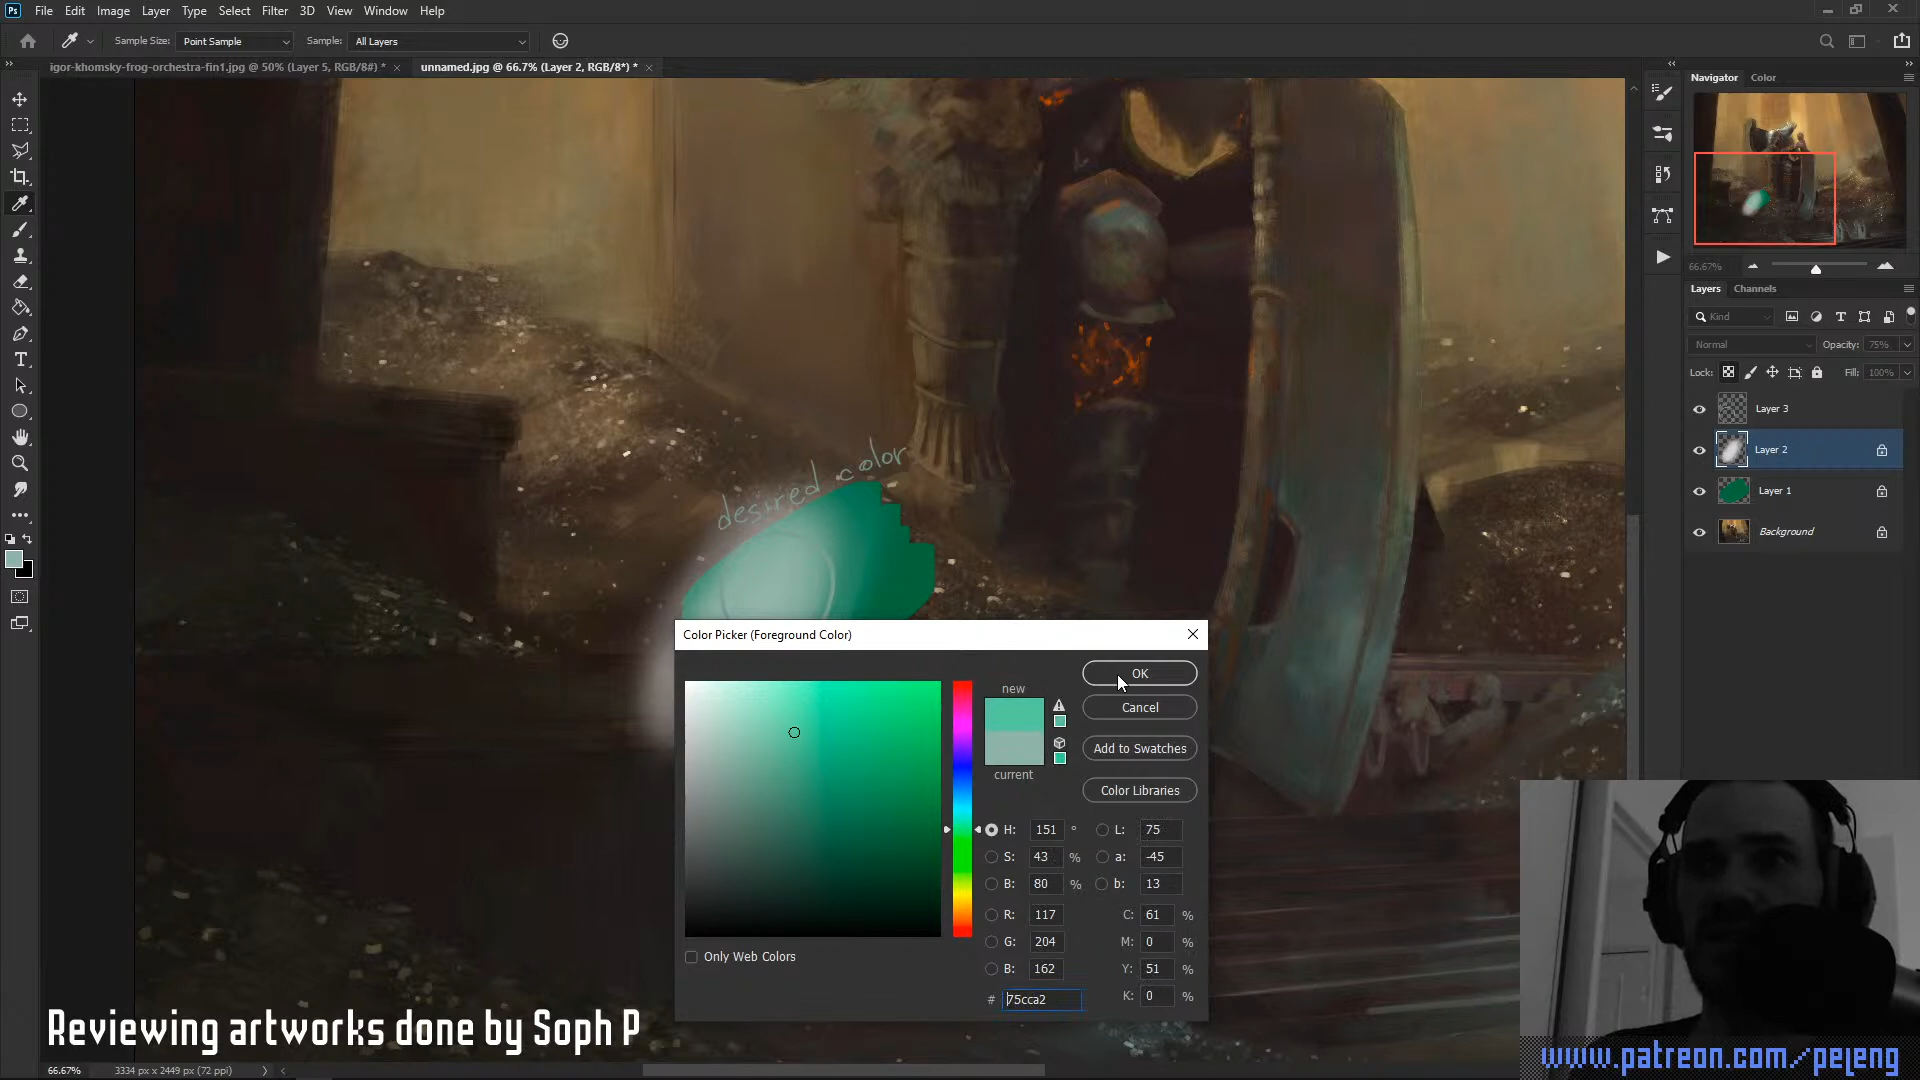 Ps File Edit Image Layer Type Select Filter 3D View Window Help
Sample Size: Point Sample Sample: All Layers
igor-khomsky-frog-orchestra-fin1.jpg @ 50% (Layer 5, RGB/8#) * × unnamed.jpg @ 66.7% (Layer 2, RGB/8*) * ×
Navigator Color
66.67%
Layers Channels
Kind
Normal Opacity: 75%
Lock: Fill: 100%
Layer 3
Layer 2
Layer 1
Background
desired color
Color Picker (Foreground Color)
new
current
OK
Cancel
Add to Swatches
Color Libraries
H: 151 ° L: 75
S: 43 % a: -45
B: 80 % b: 13
R: 117 C: 61 %
G: 204 M: 0 %
B: 162 Y: 51 %
# 75cca2 K: 0 %
Only Web Colors
Reviewing artworks done by Soph P
www.patreon.com/peleng
66.67% 3334 px x 2449 px (72 ppi)